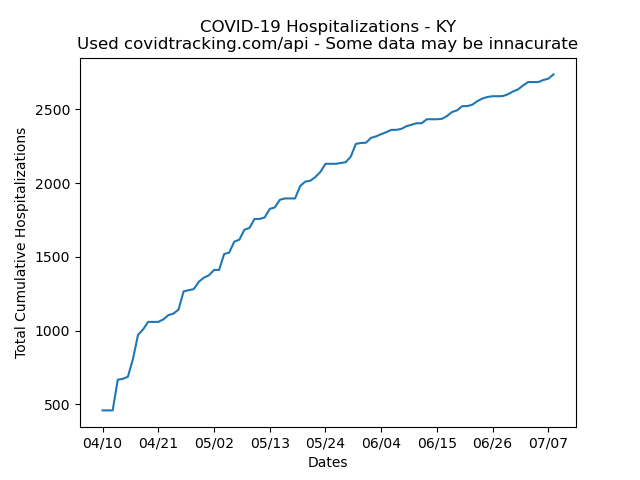 COVID-19 Hospitalizations - KY
Used covidtracking.com/api - Some data may be innacurate
Total Cumulative Hospitalizations
2500
2000
1500
1000
500
04/10 04/21 05/02 05/13 05/24 06/04 06/15 06/26 07/07
Dates